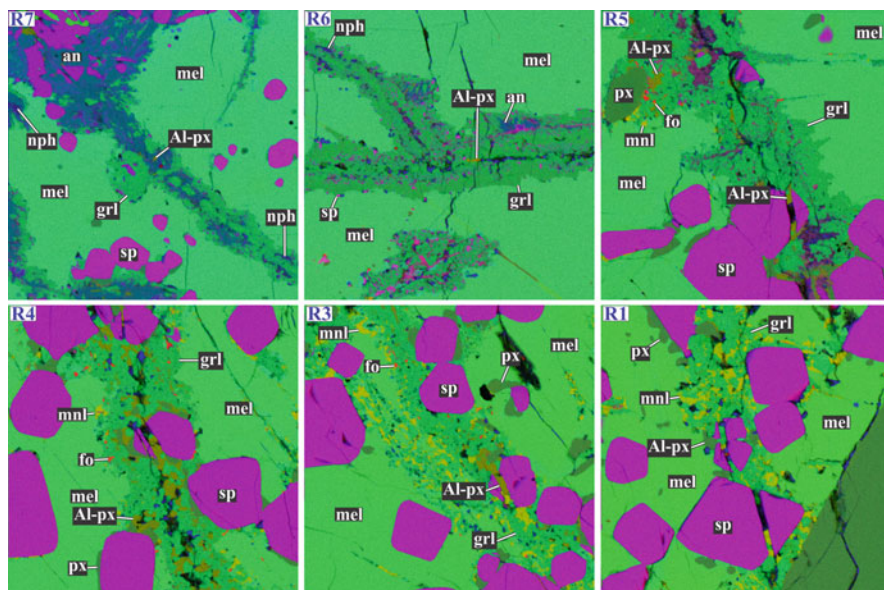 R7
an
mel
nph
Al-px
mel
grl
nph
sp
R6
nph
mel
Al-px
an
sp
grl
mel
R5
mel
Al-px
px
grl
fo
mnl
mel
Al-px
sp
R4
grl
mnl
mel
fo
mel
sp
Al-px
px
R3
mnl
mel
px
fo
sp
Al-px
mel
grl
R1
grl
px
mel
mnl
Al-px
mel
sp